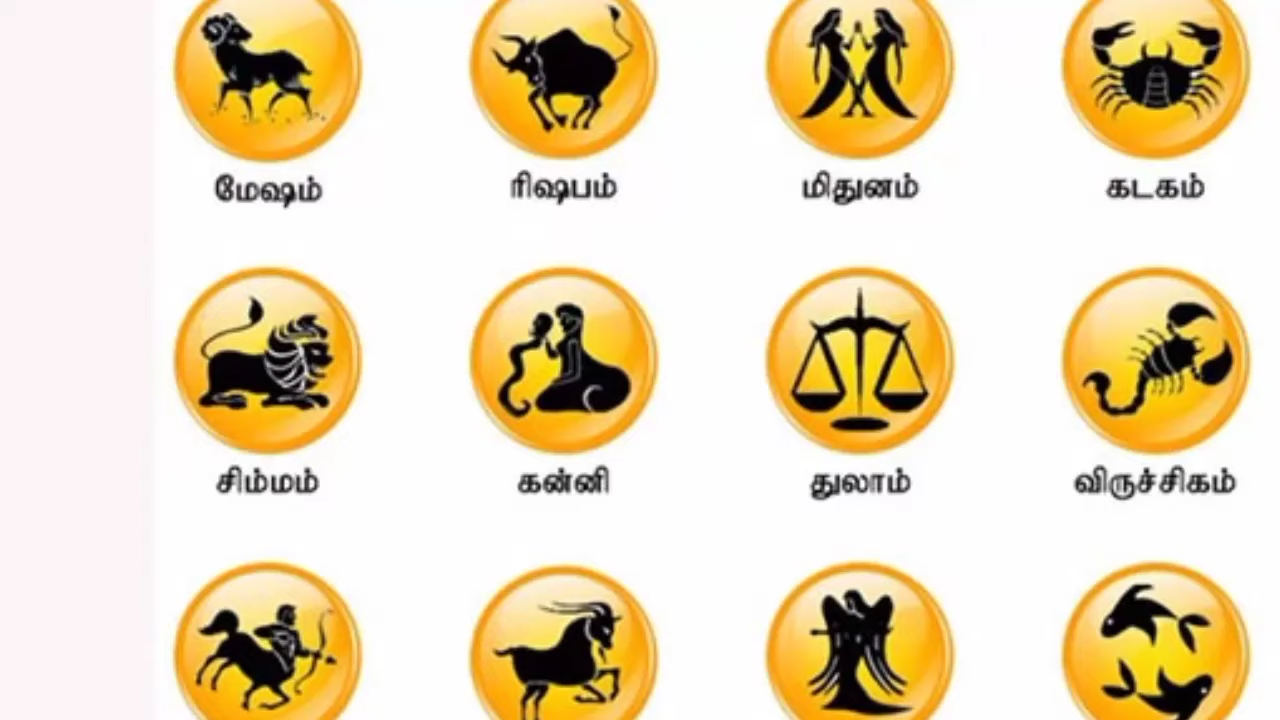 மேஷம் ரிஷபம் மிதுனம் கடகம்
சிம்மம் கன்னி துலாம் விருச்சிகம்